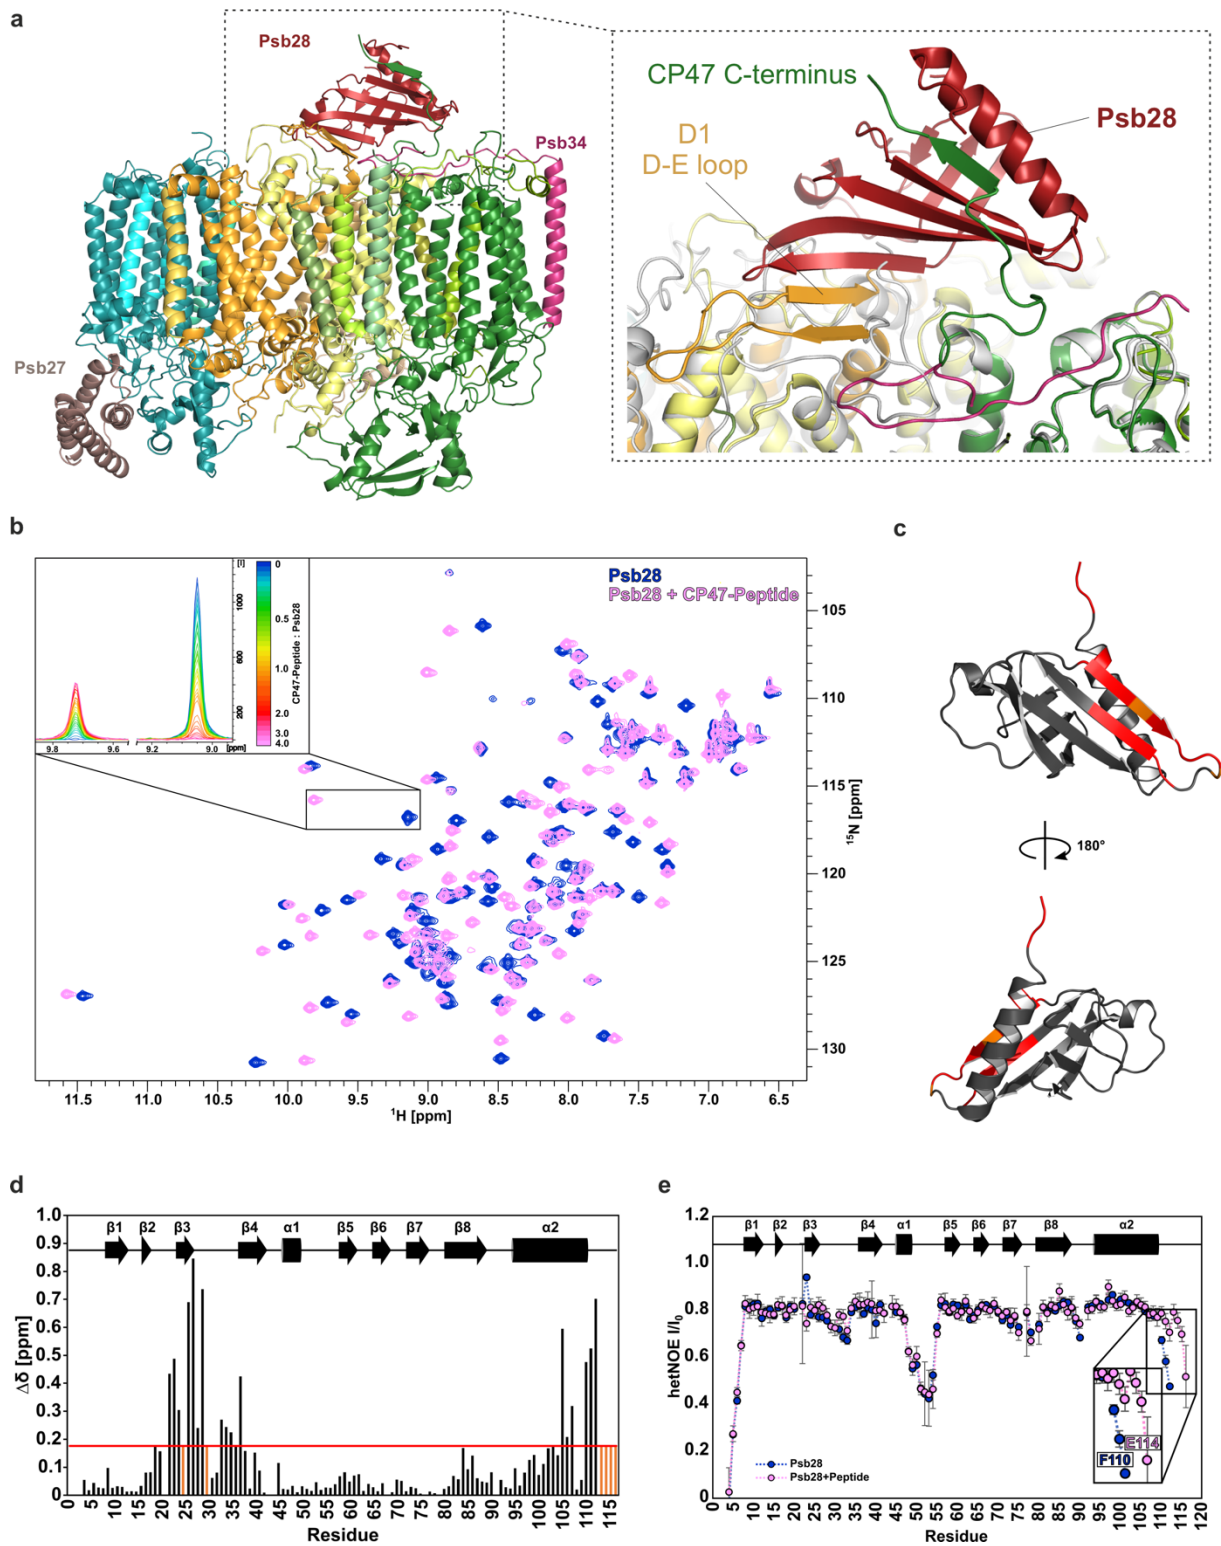 a
Psb28
Psb34
Psb27
CP47 C-terminus
Psb28
D1
D-E loop
b
Psb28
Psb28 + CP47-Peptide
[I]
1000
600
200
9.8
9.6
9.2
9.0
[ppm]
0
0.5
1.0
2.0
3.0
4.0
CP47-Peptide : Psb28
105
110
115
120
125
130
15N [ppm]
11.5
11.0
10.5
10.0
9.5
9.0
8.5
8.0
7.5
7.0
6.5
1H [ppm]
c
180°
d
β1
β2
β3
β4
α1
β5
β6
β7
β8
α2
1.0
0.9
0.8
0.7
0.6
0.5
0.4
0.3
0.2
0.1
0
Δδ [ppm]
0
5
10
15
20
25
30
35
40
45
50
55
60
65
70
75
80
85
90
95
100
105
110
115
Residue
e
β1
β2
β3
β4
α1
β5
β6
β7
β8
α2
1.2
1.0
0.8
0.6
0.4
0.2
0
hetNOE I/I0
E114
F110
Psb28
Psb28+Peptide
0
5
10
15
20
25
30
35
40
45
50
55
60
65
70
75
80
85
90
95
100
105
110
115
120
Residue